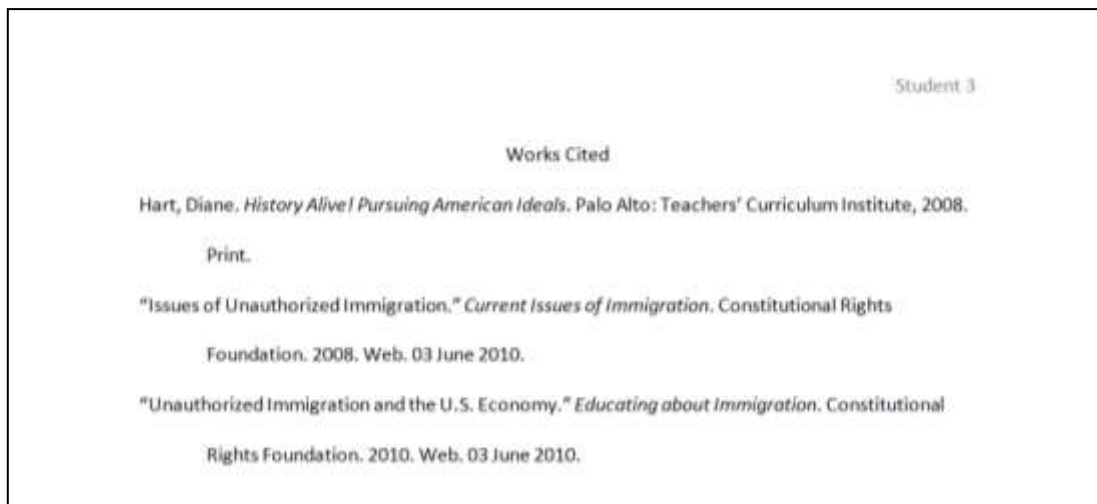 Student 3
Works Cited
Hart, Diane. History Alive! Pursuing American Ideals. Palo Alto: Teachers’ Curriculum Institute, 2008.
Print.
“Issues of Unauthorized Immigration.” Current Issues of Immigration. Constitutional Rights
Foundation. 2008. Web. 03 June 2010.
“Unauthorized Immigration and the U.S. Economy.” Educating about Immigration. Constitutional
Rights Foundation. 2010. Web. 03 June 2010.